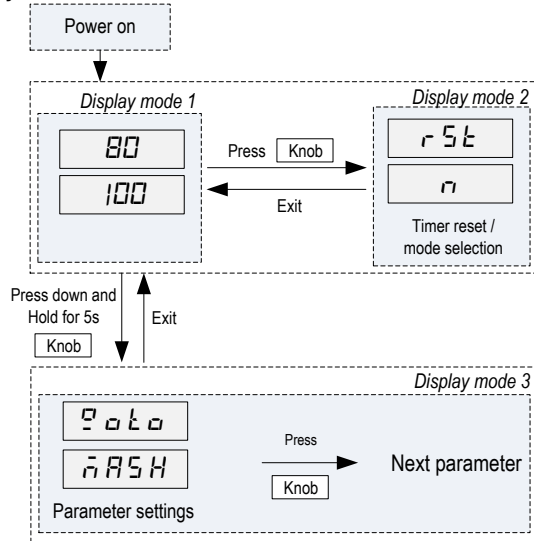 Power on
Display mode 1
80
100
Press Knob
Exit
Display mode 2
rSt
n
Timer reset /
mode selection
Press down and
Hold for 5s
Knob
Exit
Display mode 3
goto
MASH
Parameter settings
Press
Knob
Next parameter